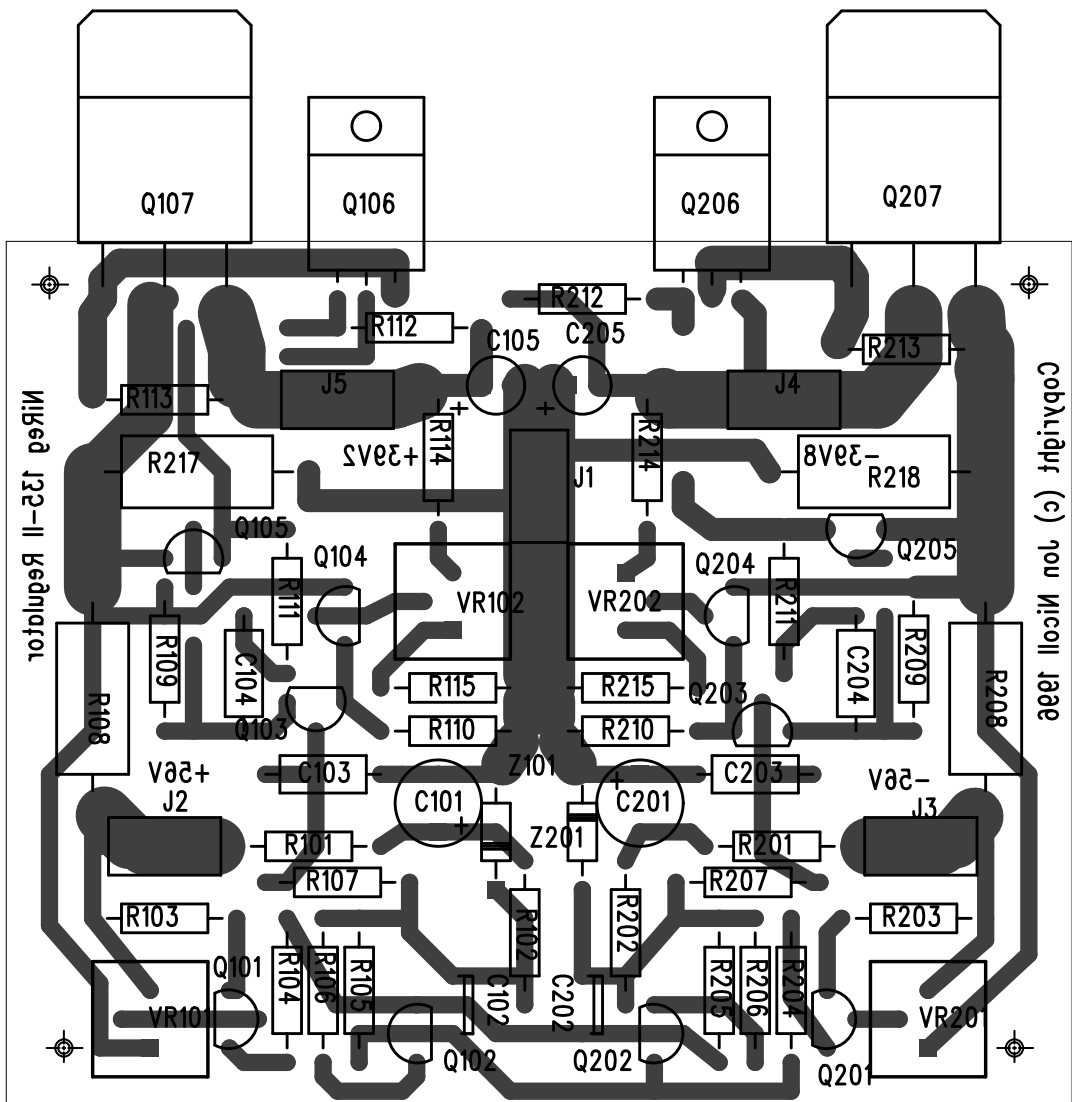 Q107
Q106
Q206
Q207
R212
R112
C105
C205
R213
J5
J4
R113
R114
R214
R217
+39V2
-39V8
R218
J1
Q105
Q104
Q204
Q205
VR102
VR202
R111
R211
R109
C104
C204
R209
R115
R215
Q203
R108
Q103
R110
R210
R208
C103
Z101
C203
+56V
J2
C101
+
C201
+
-56V
J3
R101
Z201
R201
R107
R207
R103
R102
R202
R203
Q101
R104
R106
R105
R205
R206
R204
VR101
C102
C202
VR201
Q102
Q202
Q201
NiReg 135-II Regulator
Copyright (c) Jon Nicoll 1996
+
+